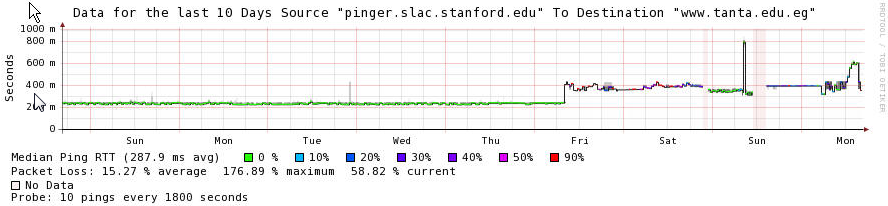 Data for the last 10 Days Source "pinger.slac.stanford.edu" To Destination "www.tanta.edu.eg"
RRDTOOL / TOBI OETIKER
Seconds
1000 m
800 m
600 m
400 m
200 m
0
Sun Mon Tue Wed Thu Fri Sat Sun Mon
Median Ping RTT (287.9 ms avg) 0 % 10% 20% 30% 40% 50% 90%
Packet Loss: 15.27 % average 176.89 % maximum 58.82 % current
No Data
Probe: 10 pings every 1800 seconds